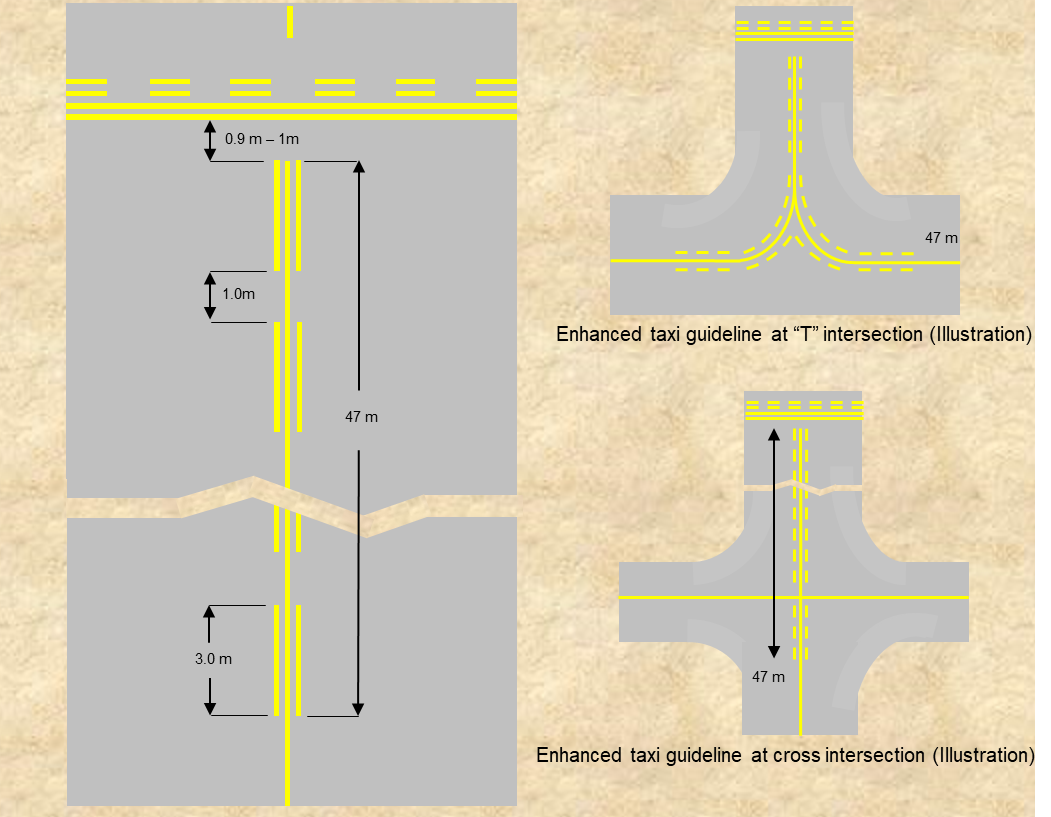 0.9 m – 1m
1.0m
47 m
3.0 m
47 m
Enhanced taxi guideline at “T” intersection (Illustration)
47 m
Enhanced taxi guideline at cross intersection (Illustration)